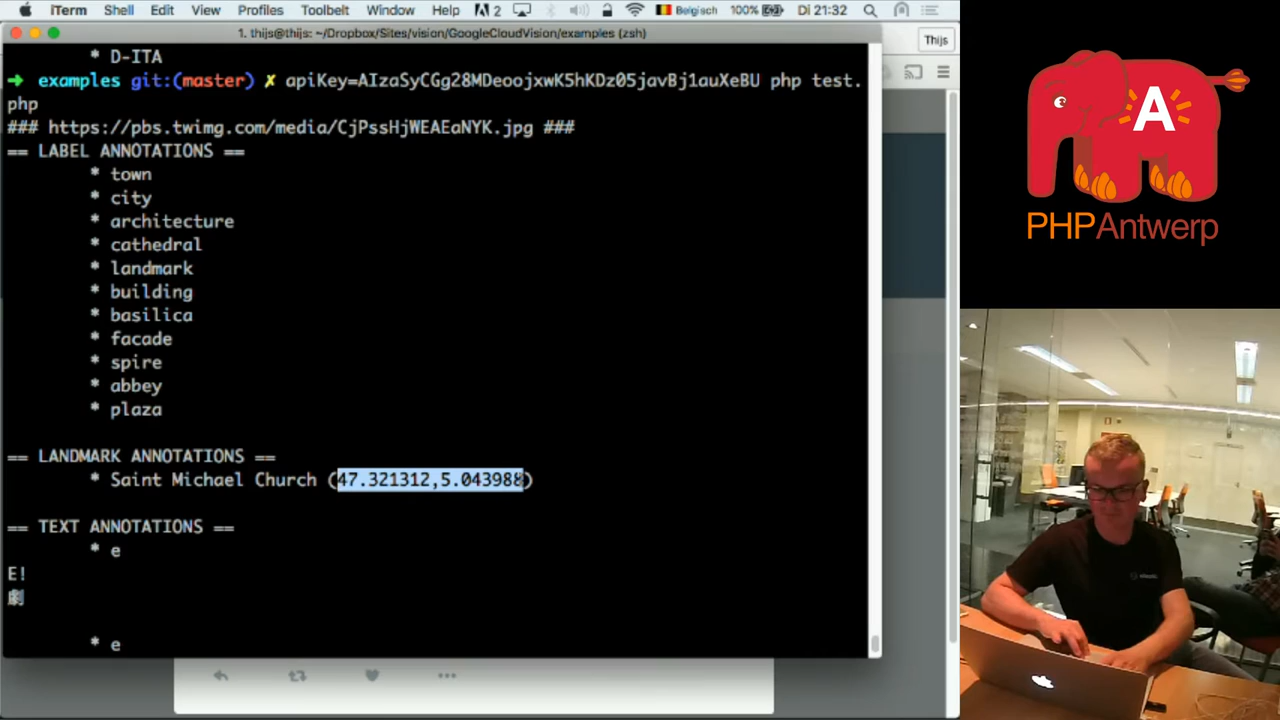 iTerm Shell Edit View Profiles Toolbelt Window Help 2 Belgisch 100% Di 21:32
1. thijs@thijs: ~/Dropbox/Sites/vision/GoogleCloudVision/examples (zsh)
Thijs
* D-ITA
➜ examples git:(master) ✗ apiKey=AIzaSyCGg28MDeoojxwK5hKDz05javBj1auXeBU php test.
php
### https://pbs.twimg.com/media/CjPssHjWEAEaNYK.jpg ###
== LABEL ANNOTATIONS ==
* town
* city
* architecture
* cathedral
* landmark
* building
* basilica
* facade
* spire
* abbey
* plaza
== LANDMARK ANNOTATIONS ==
* Saint Michael Church (47.321312,5.043988)
== TEXT ANNOTATIONS ==
* e
E!
劇
* e
A
PHPAntwerp